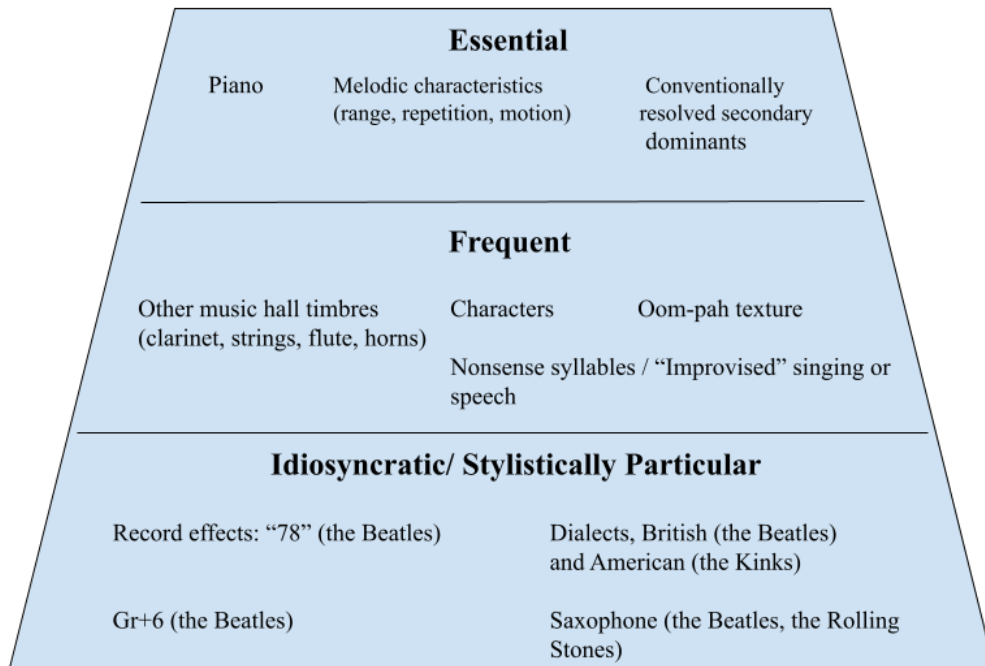 Essential
Piano
Melodic characteristics
(range, repetition, motion)
Conventionally
resolved secondary
dominants
Frequent
Other music hall timbres
(clarinet, strings, flute, horns)
Characters
Oom-pah texture
Nonsense syllables / “Improvised” singing or
speech
Idiosyncratic/ Stylistically Particular
Record effects: “78” (the Beatles)
Dialects, British (the Beatles)
and American (the Kinks)
Gr+6 (the Beatles)
Saxophone (the Beatles, the Rolling
Stones)